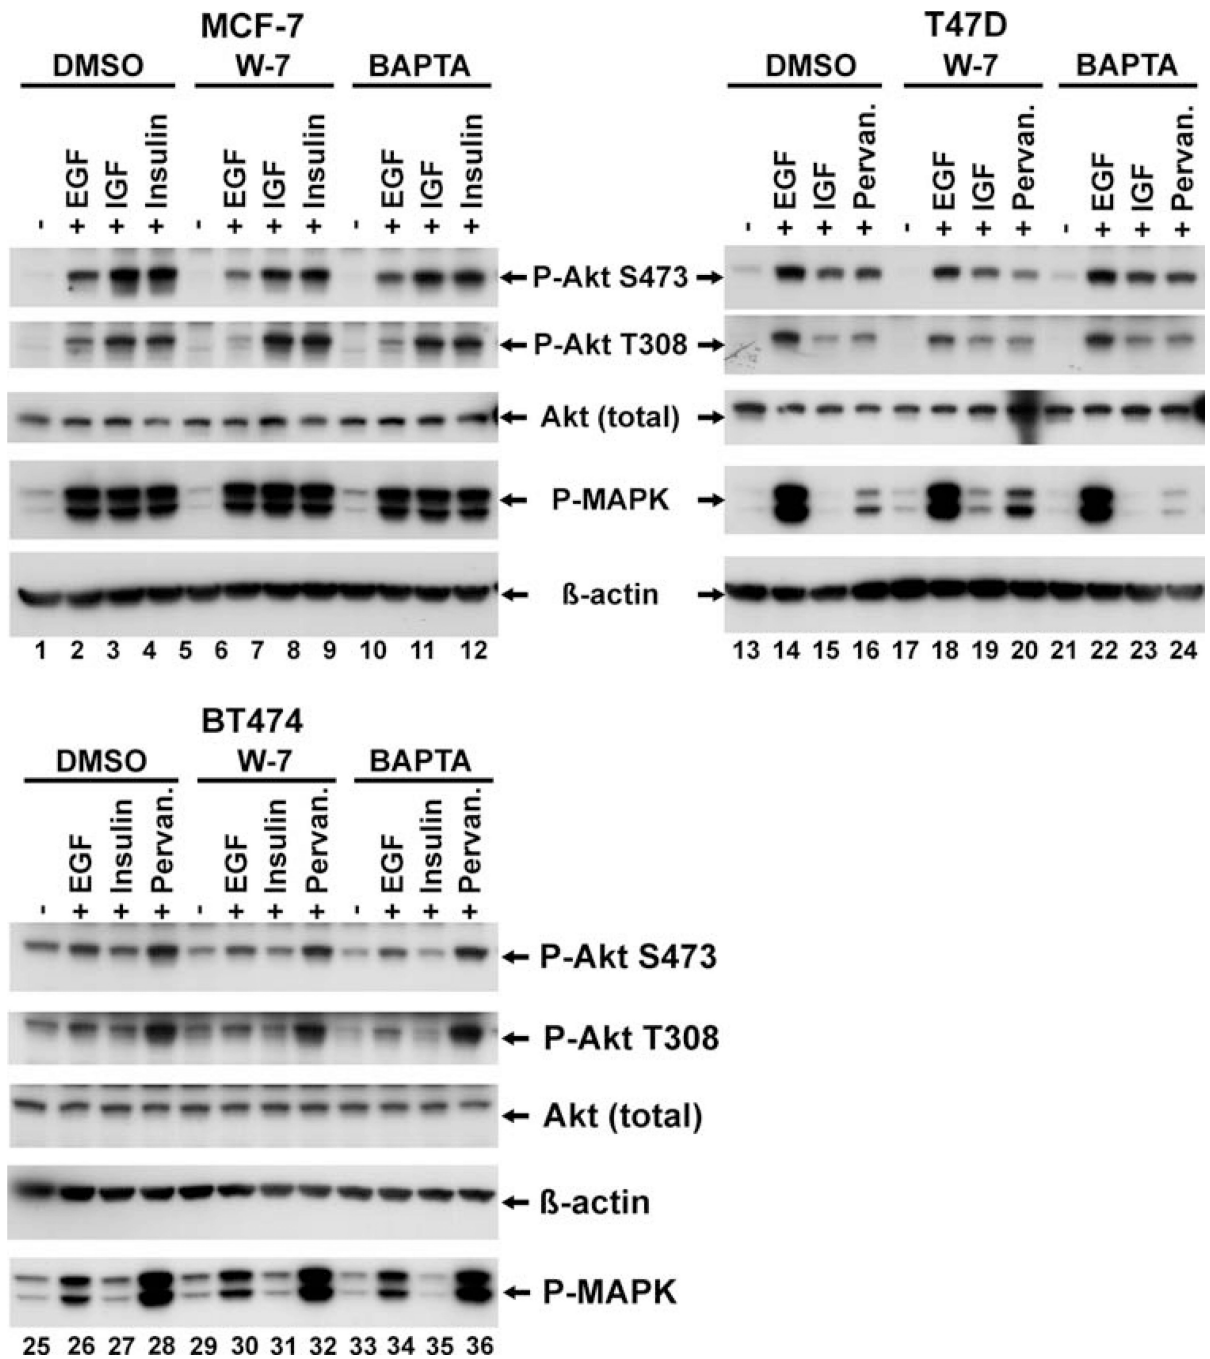 MCF-7
DMSO W-7 BAPTA
EGF IGF Insulin EGF IGF Insulin EGF IGF Insulin
- + + + - + + + - + + +
T47D
DMSO W-7 BAPTA
EGF IGF Pervan. EGF IGF Pervan. EGF IGF Pervan.
- + + + - + + + - + + +
P-Akt S473
P-Akt T308
Akt (total)
P-MAPK
ß-actin
1 2 3 4 5 6 7 8 9 10 11 12
13 14 15 16 17 18 19 20 21 22 23 24
BT474
DMSO W-7 BAPTA
EGF Insulin Pervan. EGF Insulin Pervan. EGF Insulin Pervan.
- + + + - + + + - + + +
P-Akt S473
P-Akt T308
Akt (total)
ß-actin
P-MAPK
25 26 27 28 29 30 31 32 33 34 35 36